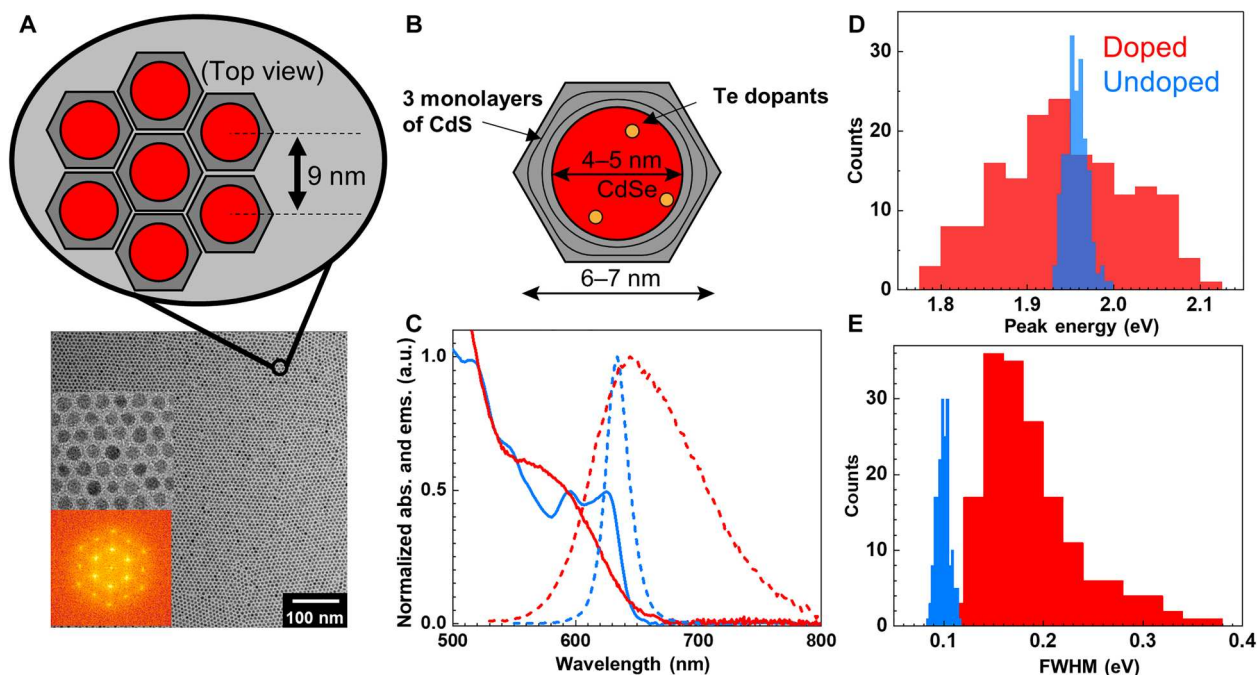 A
(Top view)
9 nm
100 nm
B
3 monolayers
of CdS
Te dopants
4–5 nm
CdSe
6–7 nm
C
Normalized abs. and ems. (a.u.)
1.0
0.5
0.0
500
600
700
800
Wavelength (nm)
D
Doped
Undoped
Counts
30
20
10
0
1.8
1.9
2.0
2.1
Peak energy (eV)
E
Counts
30
20
10
0
0.1
0.2
0.3
0.4
FWHM (eV)